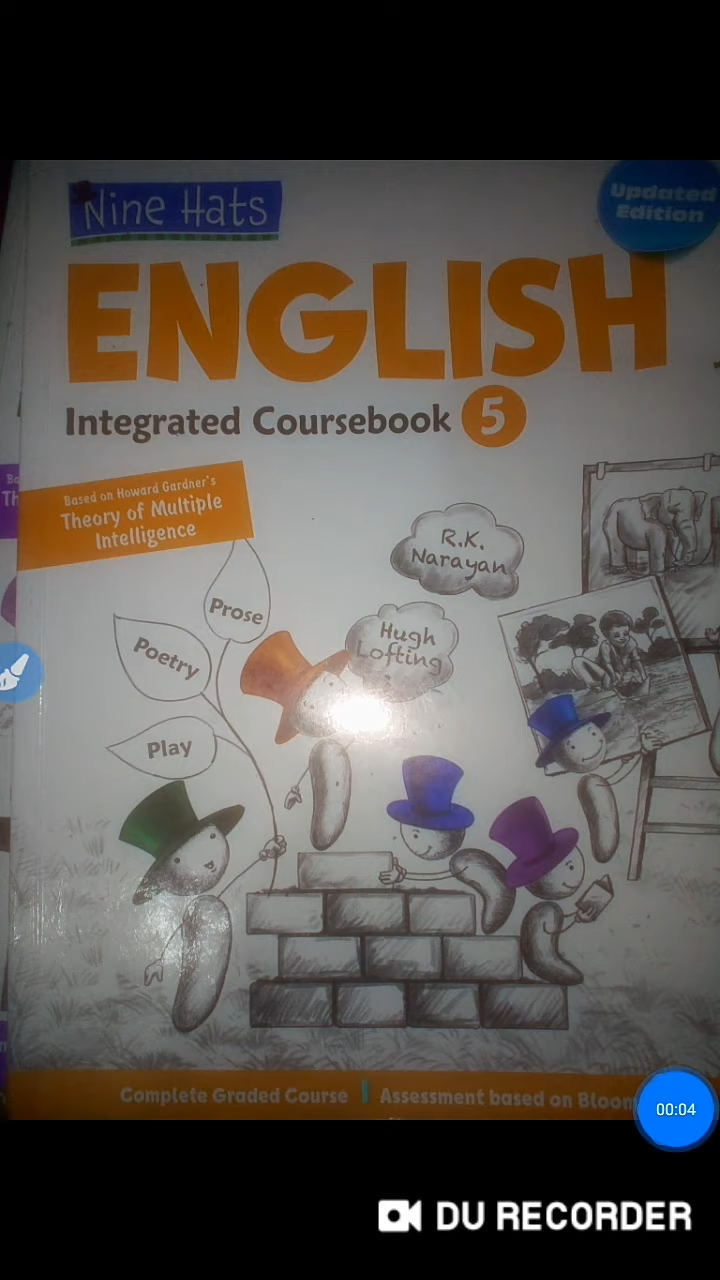 Nine Hats
Updated
Edition
ENGLISH
Integrated Coursebook 5
Based on Howard Gardner's
Theory of Multiple
Intelligence
R.K.
Narayan
Hugh
Lofting
Prose
Poetry
Play
Complete Graded Course | Assessment based on Bloom
00:04
DU RECORDER